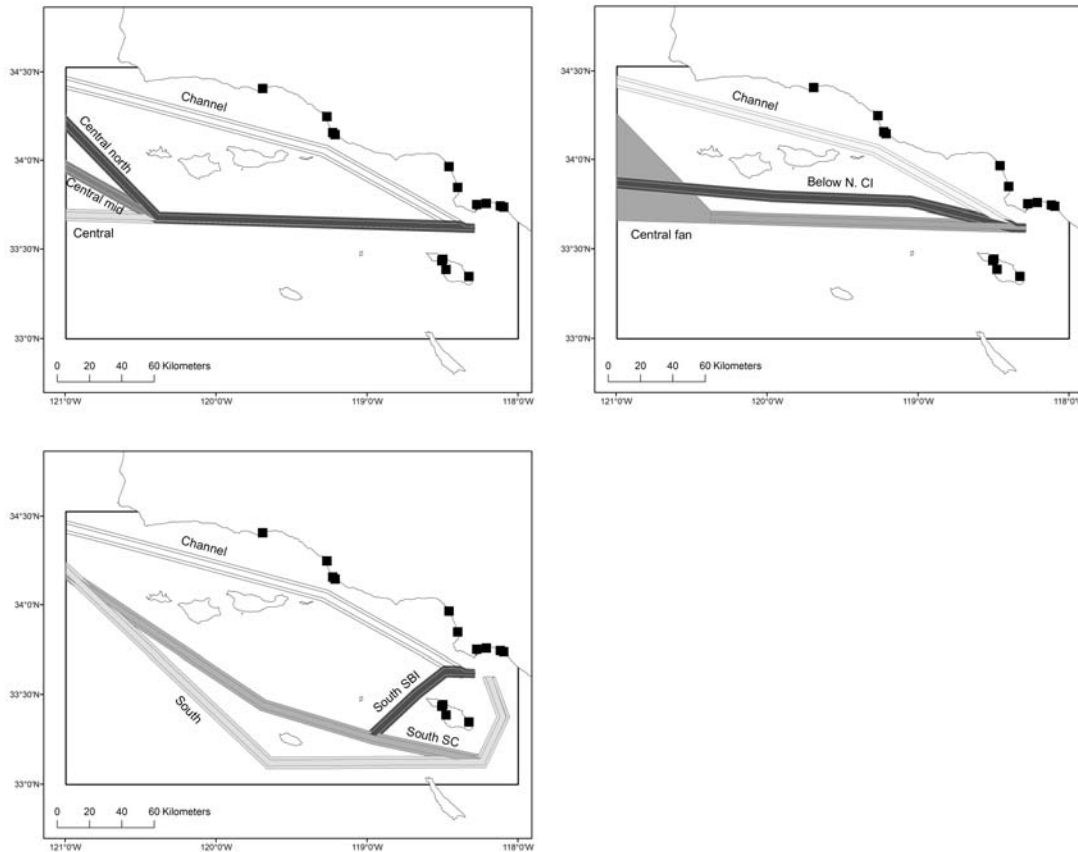 34°30'N
34°0'N
33°30'N
33°0'N
Channel
Central north
Central mid
Central
0 20 40 60 Kilometers
121°0'W 120°0'W 119°0'W 118°0'W
34°30'N
34°0'N
33°30'N
33°0'N
Channel
Below N. CI
Central fan
0 20 40 60 Kilometers
121°0'W 120°0'W 119°0'W 118°0'W
34°30'N
34°0'N
33°30'N
33°0'N
Channel
South SBI
South
South SC
0 20 40 60 Kilometers
121°0'W 120°0'W 119°0'W 118°0'W